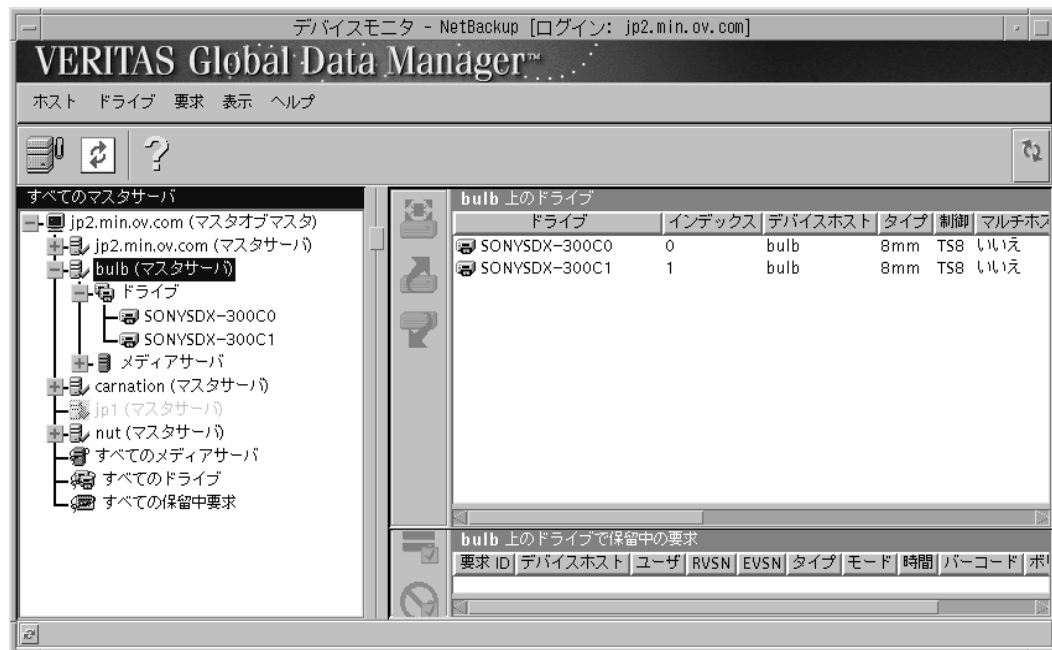 デバイスモニタ - NetBackup [ログイン: jp2.min.ov.com]
VERITAS Global Data Manager™
ホスト ドライブ 要求 表示 ヘルプ
すべてのマスタサーバ
jp2.min.ov.com (マスタオブマスタ)
jp2.min.ov.com (マスタサーバ)
bulb (マスタサーバ)
ドライブ
SONYSDX-300C0
SONYSDX-300C1
メディアサーバ
carnation (マスタサーバ)
jp1 (マスタサーバ)
nut (マスタサーバ)
すべてのメディアサーバ
すべてのドライブ
すべての保留中要求
bulb 上のドライブ
ドライブ インデックス デバイスホスト タイプ 制御 マルチホス
SONYSDX-300C0 0 bulb 8mm TS8 いいえ
SONYSDX-300C1 1 bulb 8mm TS8 いいえ
bulb 上のドライブで保留中の要求
要求 ID デバイスホスト ユーザ RVSN EVSN タイプ モード 時間 バーコード ボ